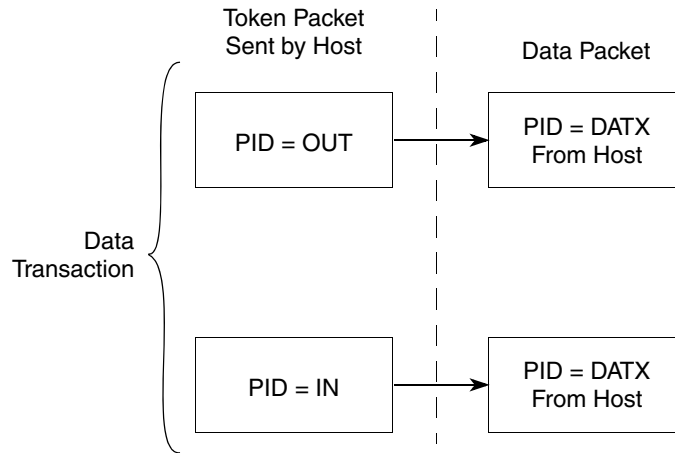 Token Packet
Sent by Host
Data Packet
PID = OUT
PID = DATX
From Host
Data
Transaction
PID = IN
PID = DATX
From Host